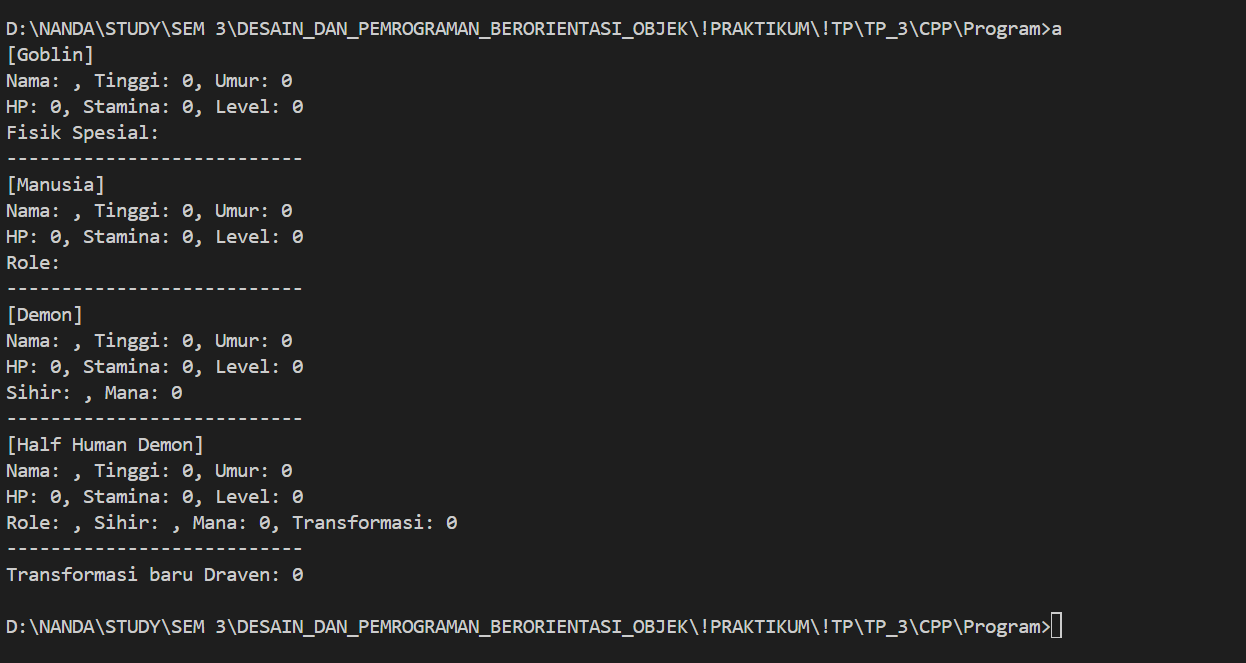 D:\NANDA\STUDY\SEM 3\DESAIN_DAN_PEMROGRAMAN_BERORIENTASI_OBJEK\!PRAKTIKUM\!TP\TP_3\CPP\Program>a
[Goblin]
Nama: , Tinggi: 0, Umur: 0
HP: 0, Stamina: 0, Level: 0
Fisik Spesial:
---------------------------
[Manusia]
Nama: , Tinggi: 0, Umur: 0
HP: 0, Stamina: 0, Level: 0
Role:
---------------------------
[Demon]
Nama: , Tinggi: 0, Umur: 0
HP: 0, Stamina: 0, Level: 0
Sihir: , Mana: 0
---------------------------
[Half Human Demon]
Nama: , Tinggi: 0, Umur: 0
HP: 0, Stamina: 0, Level: 0
Role: , Sihir: , Mana: 0, Transformasi: 0
---------------------------
Transformasi baru Draven: 0
D:\NANDA\STUDY\SEM 3\DESAIN_DAN_PEMROGRAMAN_BERORIENTASI_OBJEK\!PRAKTIKUM\!TP\TP_3\CPP\Program>